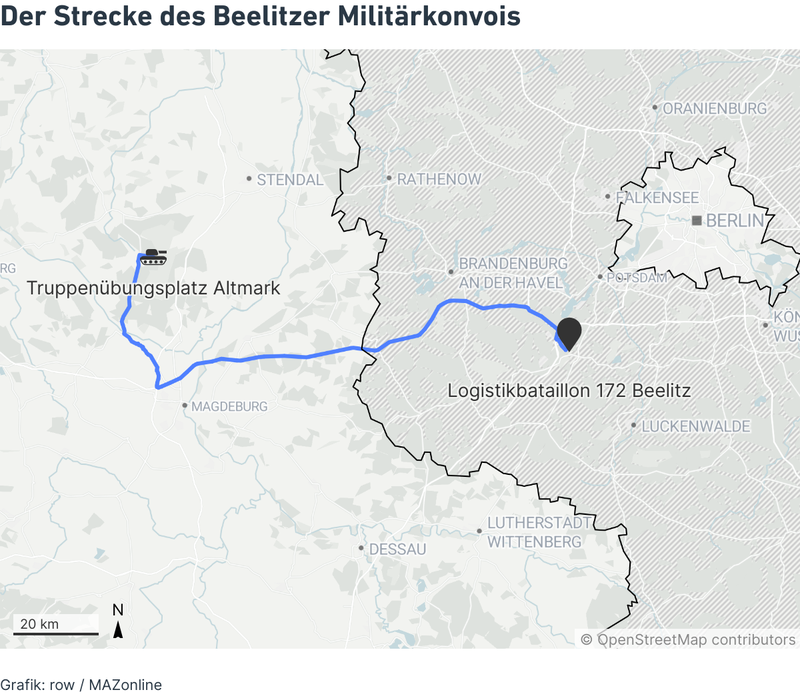 Der Strecke des Beelitzer Militärkonvois
ORANIENBURG
STENDAL
RATHENOW
FALKENSEE
BERLIN
BRANDENBURG
AN DER HAVEL
POTSDAM
RG
Truppenübungsplatz Altmark
KÖN
WUS
Logistikbataillon 172 Beelitz
MAGDEBURG
LUCKENWALDE
LUTHERSTADT
WITTENBERG
DESSAU
20 km
N
© OpenStreetMap contributors
Grafik: row / MAZonline